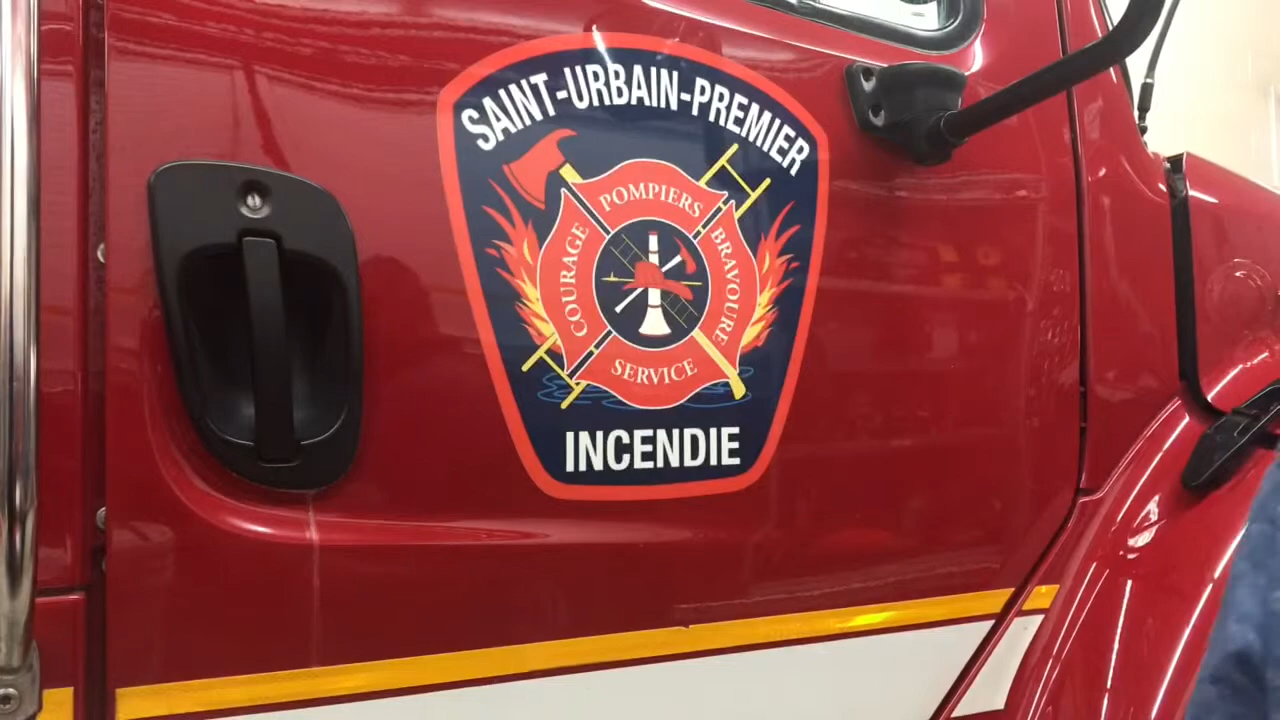 SAINT-URBAIN-PREMIER
POMPIERS
COURAGE
BRAVOURE
SERVICE
INCENDIE